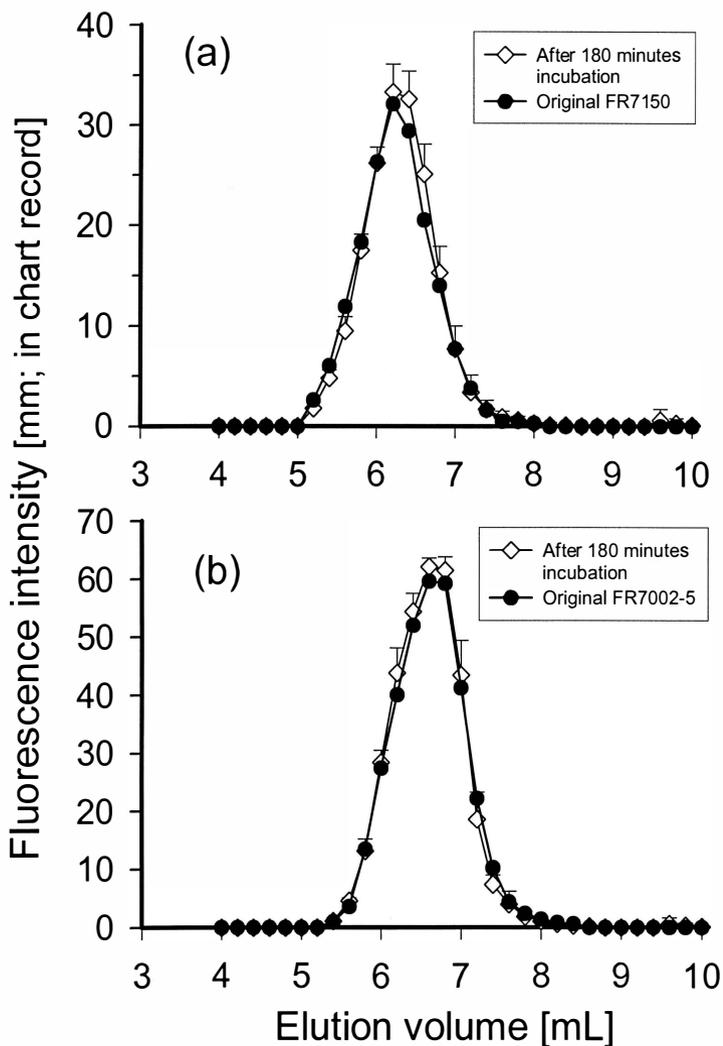 Fluorescence intensity [mm; in chart record]
(a)
After 180 minutes
incubation
Original FR7150
40
30
20
10
0
3 4 5 6 7 8 9 10
(b)
After 180 minutes
incubation
Original FR7002-5
70
60
50
40
30
20
10
0
3 4 5 6 7 8 9 10
Elution volume [mL]